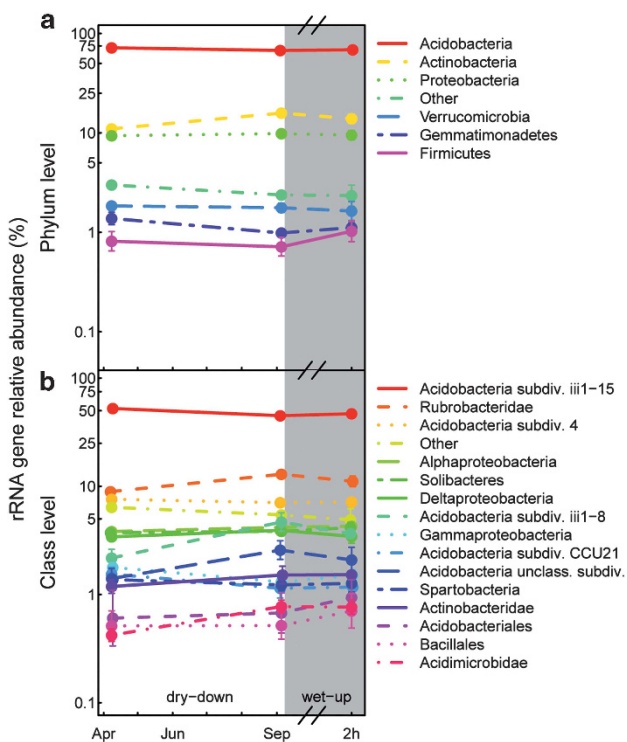 a
100
75
50
25
10
5
1
0.1
Phylum level
Acidobacteria
Actinobacteria
Proteobacteria
Other
Verrucomicrobia
Gemmatimonadetes
Firmicutes
rRNA gene relative abundance (%)
b
100
75
50
25
10
5
1
0.1
Class level
Acidobacteria subdiv. iii1−15
Rubrobacteridae
Acidobacteria subdiv. 4
Other
Alphaproteobacteria
Solibacteres
Deltaproteobacteria
Acidobacteria subdiv. iii1−8
Gammaproteobacteria
Acidobacteria subdiv. CCU21
Acidobacteria unclass. subdiv.
Spartobacteria
Actinobacteridae
Acidobacteriales
Bacillales
Acidimicrobidae
dry−down wet−up
Apr Jun Sep 2h